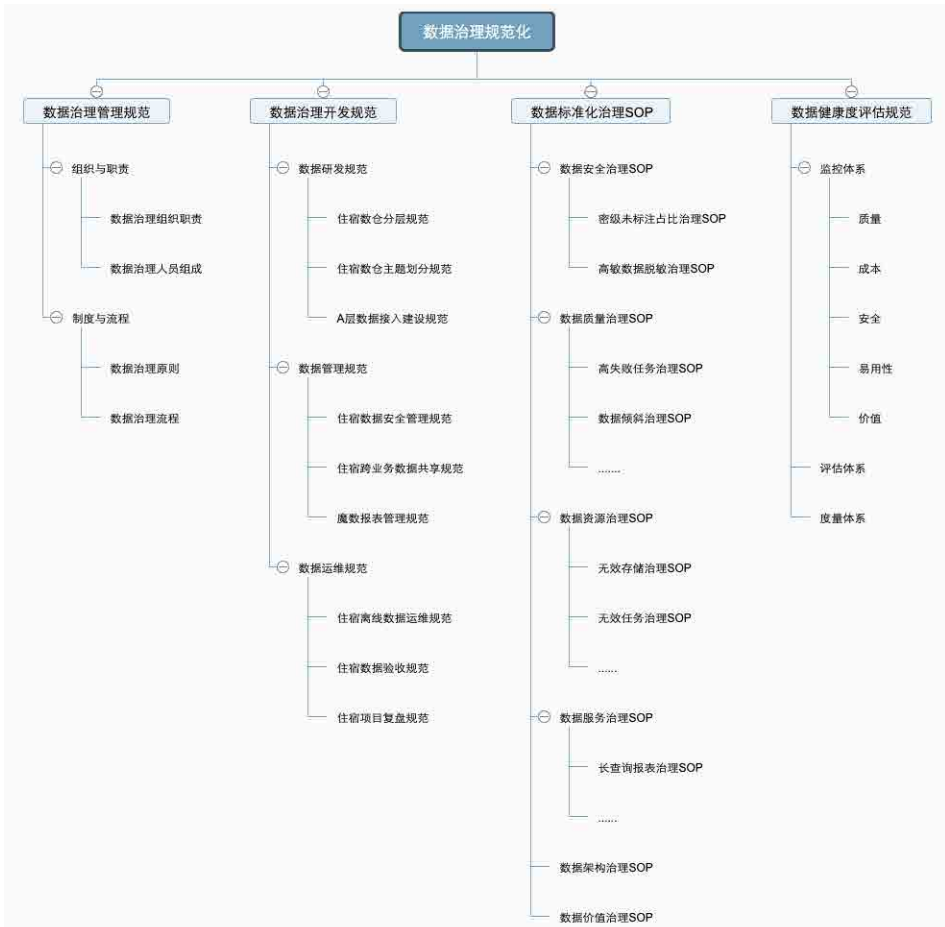 数据治理规范化
数据治理管理规范
组织与职责
数据治理组织职责
数据治理人员组成
制度与流程
数据治理原则
数据治理流程
数据治理开发规范
数据研发规范
住宿数仓分层规范
住宿数仓主题划分规范
A层数据接入建设规范
数据管理规范
住宿数据安全管理规范
住宿跨业务数据共享规范
魔数报表管理规范
数据运维规范
住宿离线数据运维规范
住宿数据验收规范
住宿项目复盘规范
数据标准化治理SOP
数据安全治理SOP
密级未标注占比治理SOP
高敏数据脱敏治理SOP
数据质量治理SOP
高失败任务治理SOP
数据倾斜治理SOP
.......
数据资源治理SOP
无效存储治理SOP
无效任务治理SOP
......
数据服务治理SOP
长查询报表治理SOP
......
数据架构治理SOP
数据价值治理SOP
数据健康度评估规范
监控体系
质量
成本
安全
易用性
价值
评估体系
度量体系